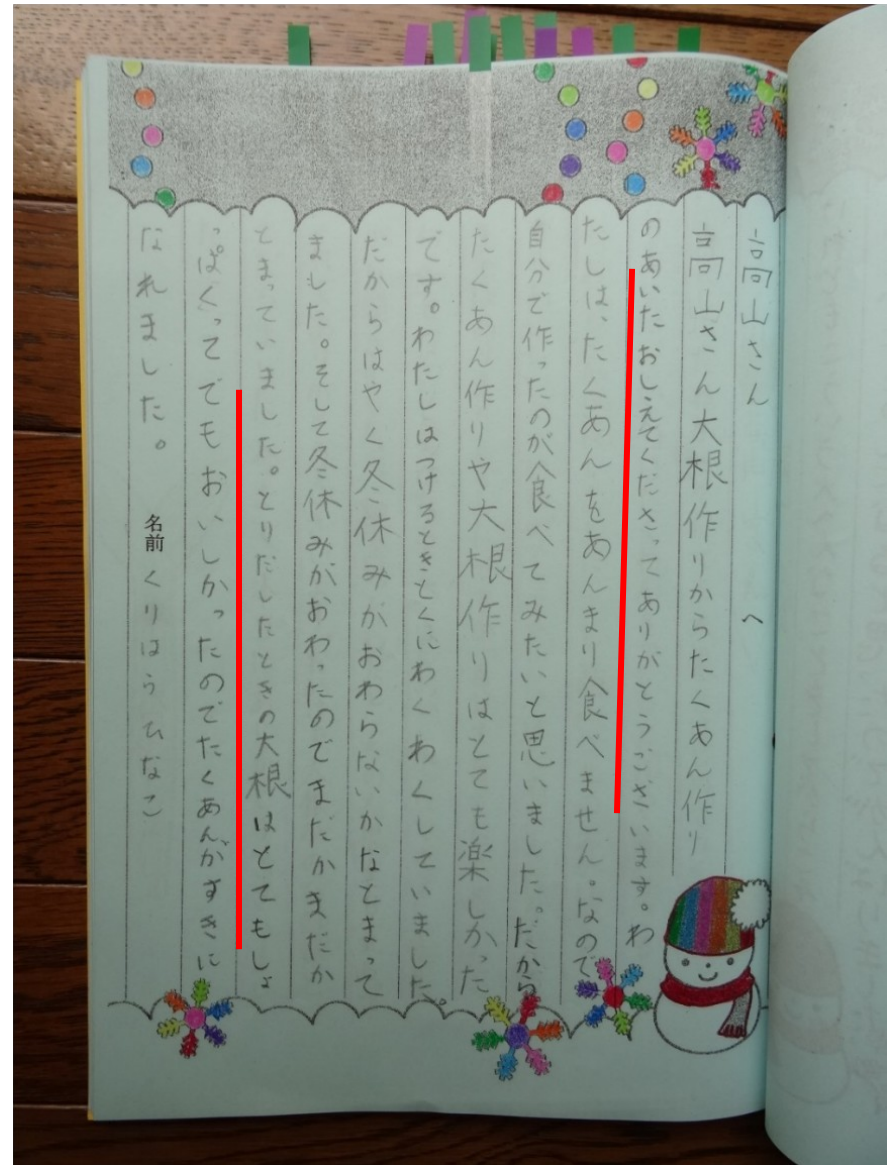 高山さん　へ
高山さん大根作りからたくあん作り
のあいたおしえてくださってありがとうございます。わ
たしは、たくあんをあんまり食べません。なので
自分で作ったのが食べてみたいと思いました。だから
たくあん作りや大根作りはとても楽しかった
です。わたしはつけるときとくにわくわくしていました。
だからはやく冬休みがおわらないかなとまって
ました。そして冬休みがおわったのでまだかまだか
とまっていました。とりだしたときの大根はとてもしょ
っぱくってでもおいしかったのでたくあんがすきに
なれました。
名前 くりはらひなこ